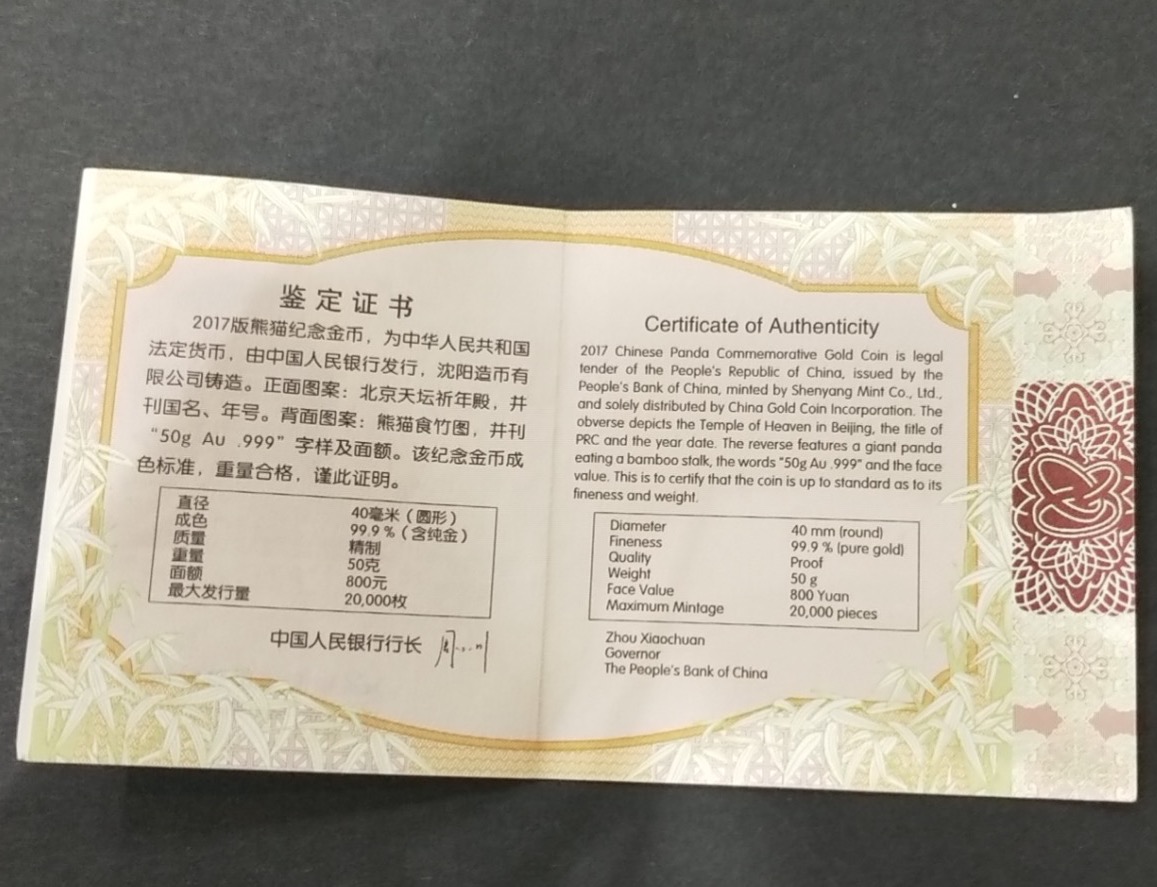 鉴定证书
2017版熊猫纪念金币，为中华人民共和国
法定货币，由中国人民银行发行，沈阳造币有
限公司铸造。正面图案：北京天坛祈年殿，并
刊国名、年号。背面图案：熊猫食竹图，并刊
“50g Au .999”字样及面额。该纪念金币成
色标准，重量合格，谨此证明。
直径 40毫米（圆形）
成色 99.9 %（含纯金）
质量 精制
重量 50克
面额 800元
最大发行量 20,000枚
中国人民银行行长
Certificate of Authenticity
2017 Chinese Panda Commemorative Gold Coin is legal
tender of the People's Republic of China, issued by the
People's Bank of China, minted by Shenyang Mint Co., Ltd.,
and solely distributed by China Gold Coin Incorporation. The
obverse depicts the Temple of Heaven in Beijing, the title of
PRC and the year date. The reverse features a giant panda
eating a bamboo stalk, the words “50g Au .999” and the face
value. This is to certify that the coin is up to standard as to its
fineness and weight.
Diameter 40 mm (round)
Fineness 99.9 % (pure gold)
Quality Proof
Weight 50 g
Face Value 800 Yuan
Maximum Mintage 20,000 pieces
Zhou Xiaochuan
Governor
The People's Bank of China